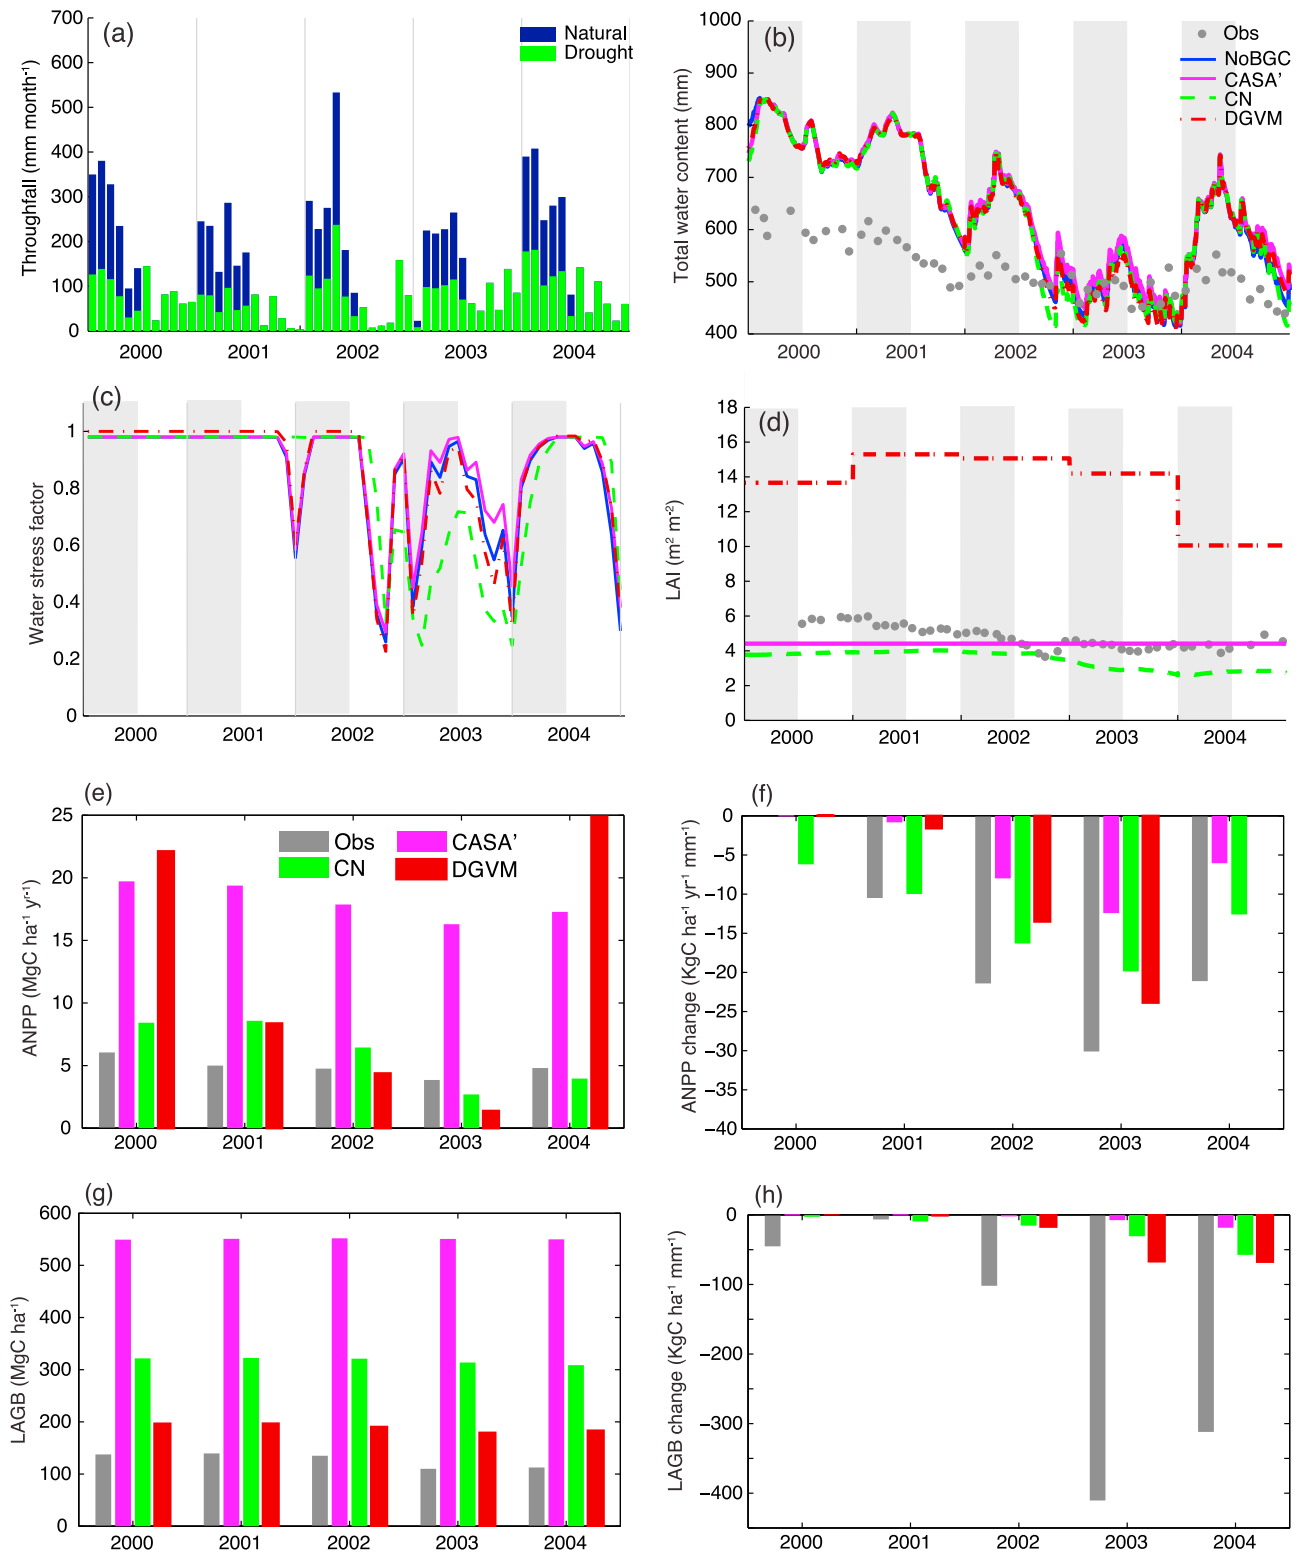 (a)
Throughfall (mm month-1)
700
600
500
400
300
200
100
0
Natural
Drought
2000 2001 2002 2003 2004
(b)
Total water content (mm)
1000
900
800
700
600
500
400
Obs
NoBGC
CASA'
CN
DGVM
2000 2001 2002 2003 2004
(c)
Water stress factor
1
0.8
0.6
0.4
0.2
0
2000 2001 2002 2003 2004
(d)
LAI (m2 m-2)
18
16
14
12
10
8
6
4
2
0
2000 2001 2002 2003 2004
(e)
ANPP (MgC ha-1 yr-1)
25
20
15
10
5
0
Obs CASA'
CN DGVM
2000 2001 2002 2003 2004
(f)
ANPP change (KgC ha-1 yr-1 mm-1)
0
−5
−10
−15
−20
−25
−30
−35
−40
2000 2001 2002 2003 2004
(g)
LAGB (MgC ha-1)
600
500
400
300
200
100
0
2000 2001 2002 2003 2004
(h)
LAGB change (KgC ha-1 mm-1)
0
−100
−200
−300
−400
2000 2001 2002 2003 2004